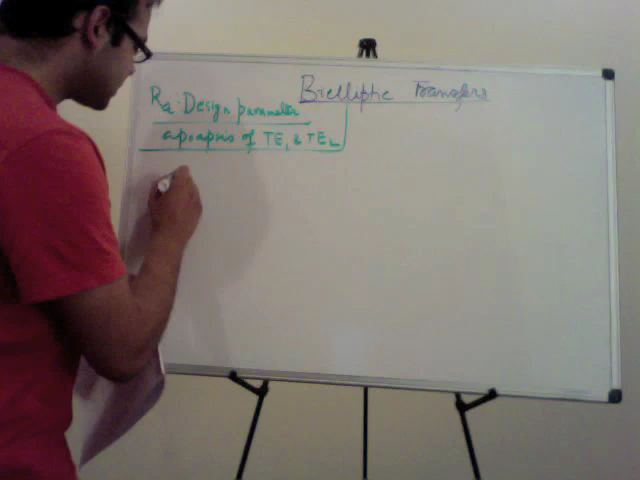 Bielliptic Transfers
Ra: Design parameter
apoapsis of TE1 & TE2